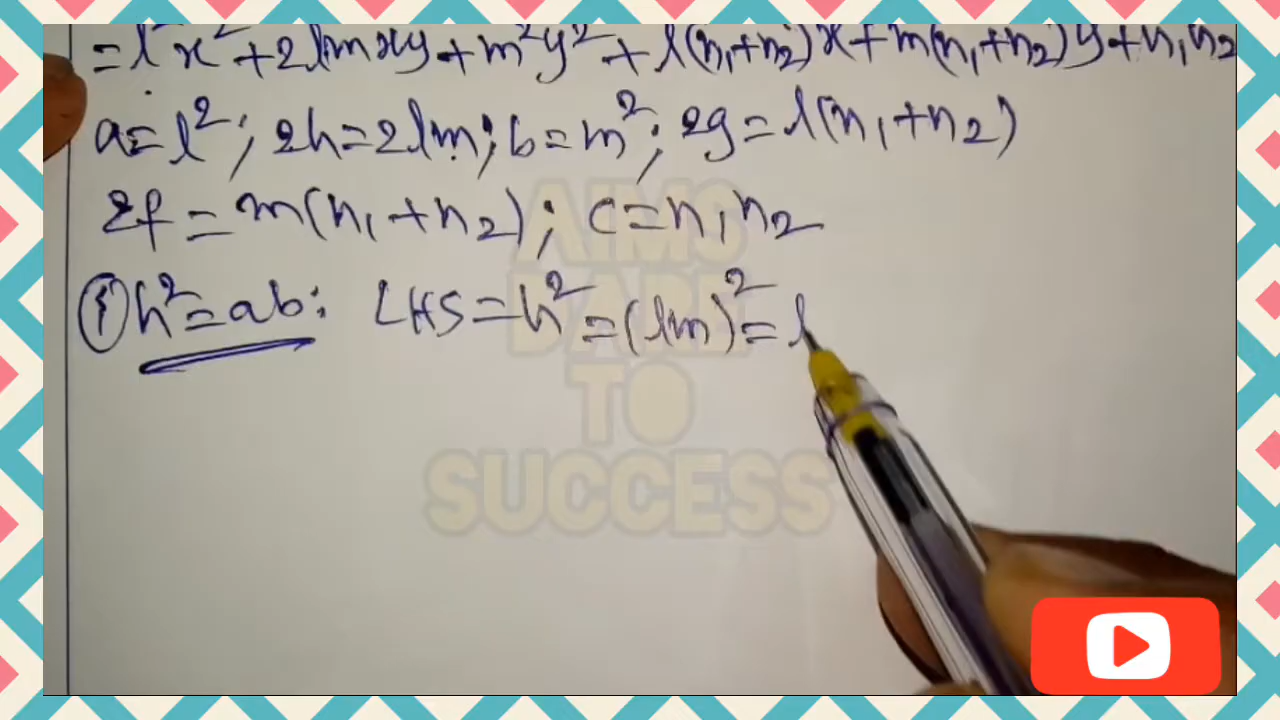 = l²x² + 2lmxy + m²y² + l(n₁+n₂)x + m(n₁+n₂)y + n₁n₂
a = l²; 2h = 2lm; b = m²; 2g = l(n₁+n₂)
2f = m(n₁+n₂); c = n₁n₂
(i) h² = ab: LHS = h² = (lm)² = l
AIMS
DARE
TO
SUCCESS